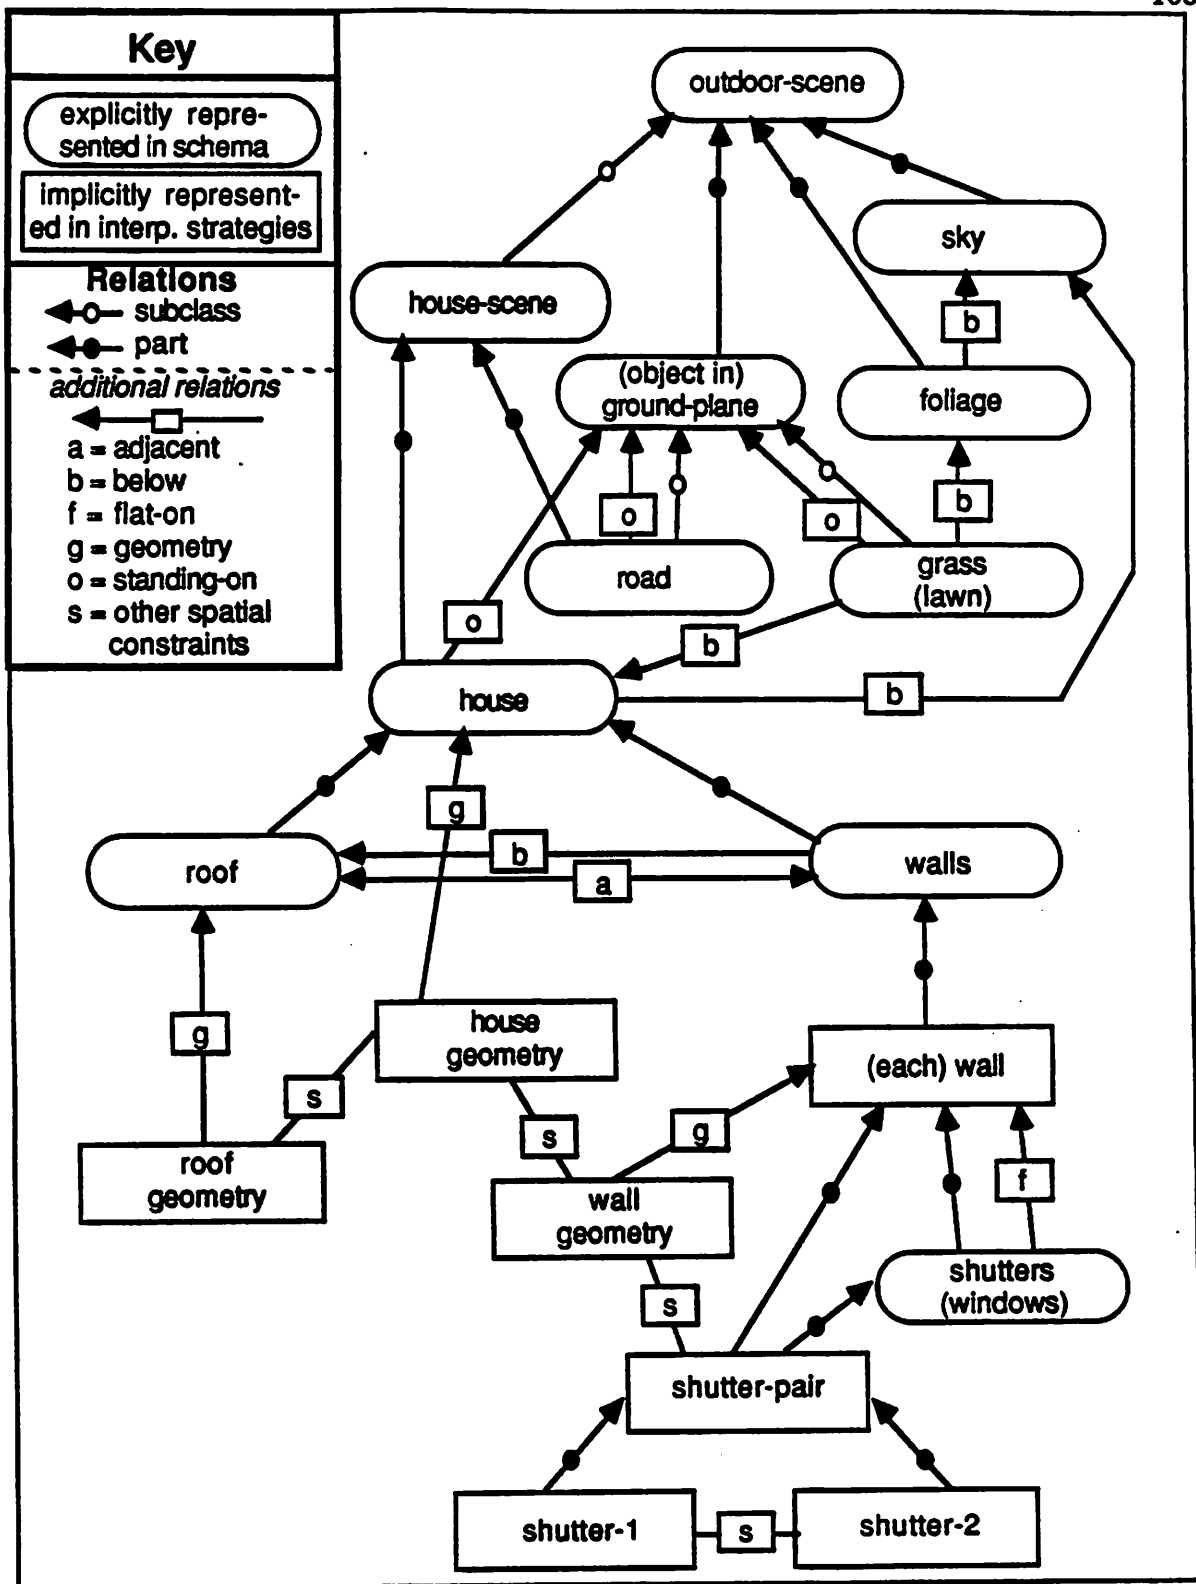 Key
explicitly repre-
sented in schema
implicitly represent-
ed in interp. strategies
Relations
subclass
part
additional relations
a = adjacent
b = below
f = flat-on
g = geometry
o = standing-on
s = other spatial
constraints
outdoor-scene
sky
house-scene
b
(object in)
ground-plane
foliage
o
o
b
road
grass
(lawn)
o
b
house
b
g
roof
b
a
walls
g
house
geometry
(each) wall
s
s
g
roof
geometry
f
wall
geometry
shutters
(windows)
s
shutter-pair
shutter-1
s
shutter-2